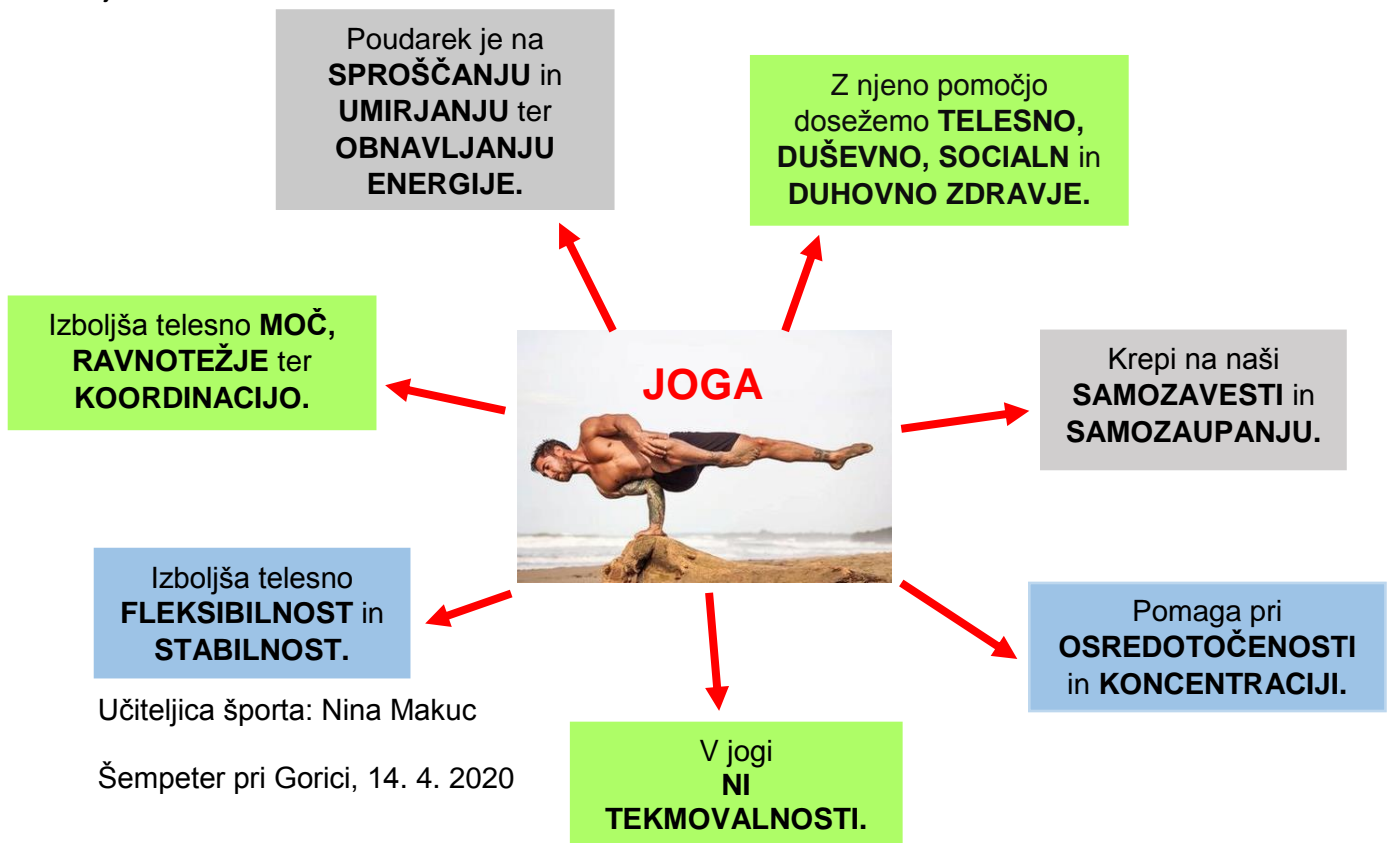 Poudarek je na
SPROŠČANJU in
UMIRJANJU ter
OBNAVLJANJU
ENERGIJE.
Z njeno pomočjo
dosežemo TELESNO,
DUŠEVNO, SOCIALN in
DUHOVNO ZDRAVJE.
Izboljša telesno MOČ,
RAVNOTEŽJE ter
KOORDINACIJO.
JOGA
Krepi na naši
SAMOZAVESTI in
SAMOZAUPANJU.
Izboljša telesno
FLEKSIBILNOST in
STABILNOST.
Pomaga pri
OSREDOTOČENOSTI
in KONCENTRACIJI.
Učiteljica športa: Nina Makuc
Šempeter pri Gorici, 14. 4. 2020
V jogi
NI
TEKMOVALNOSTI.